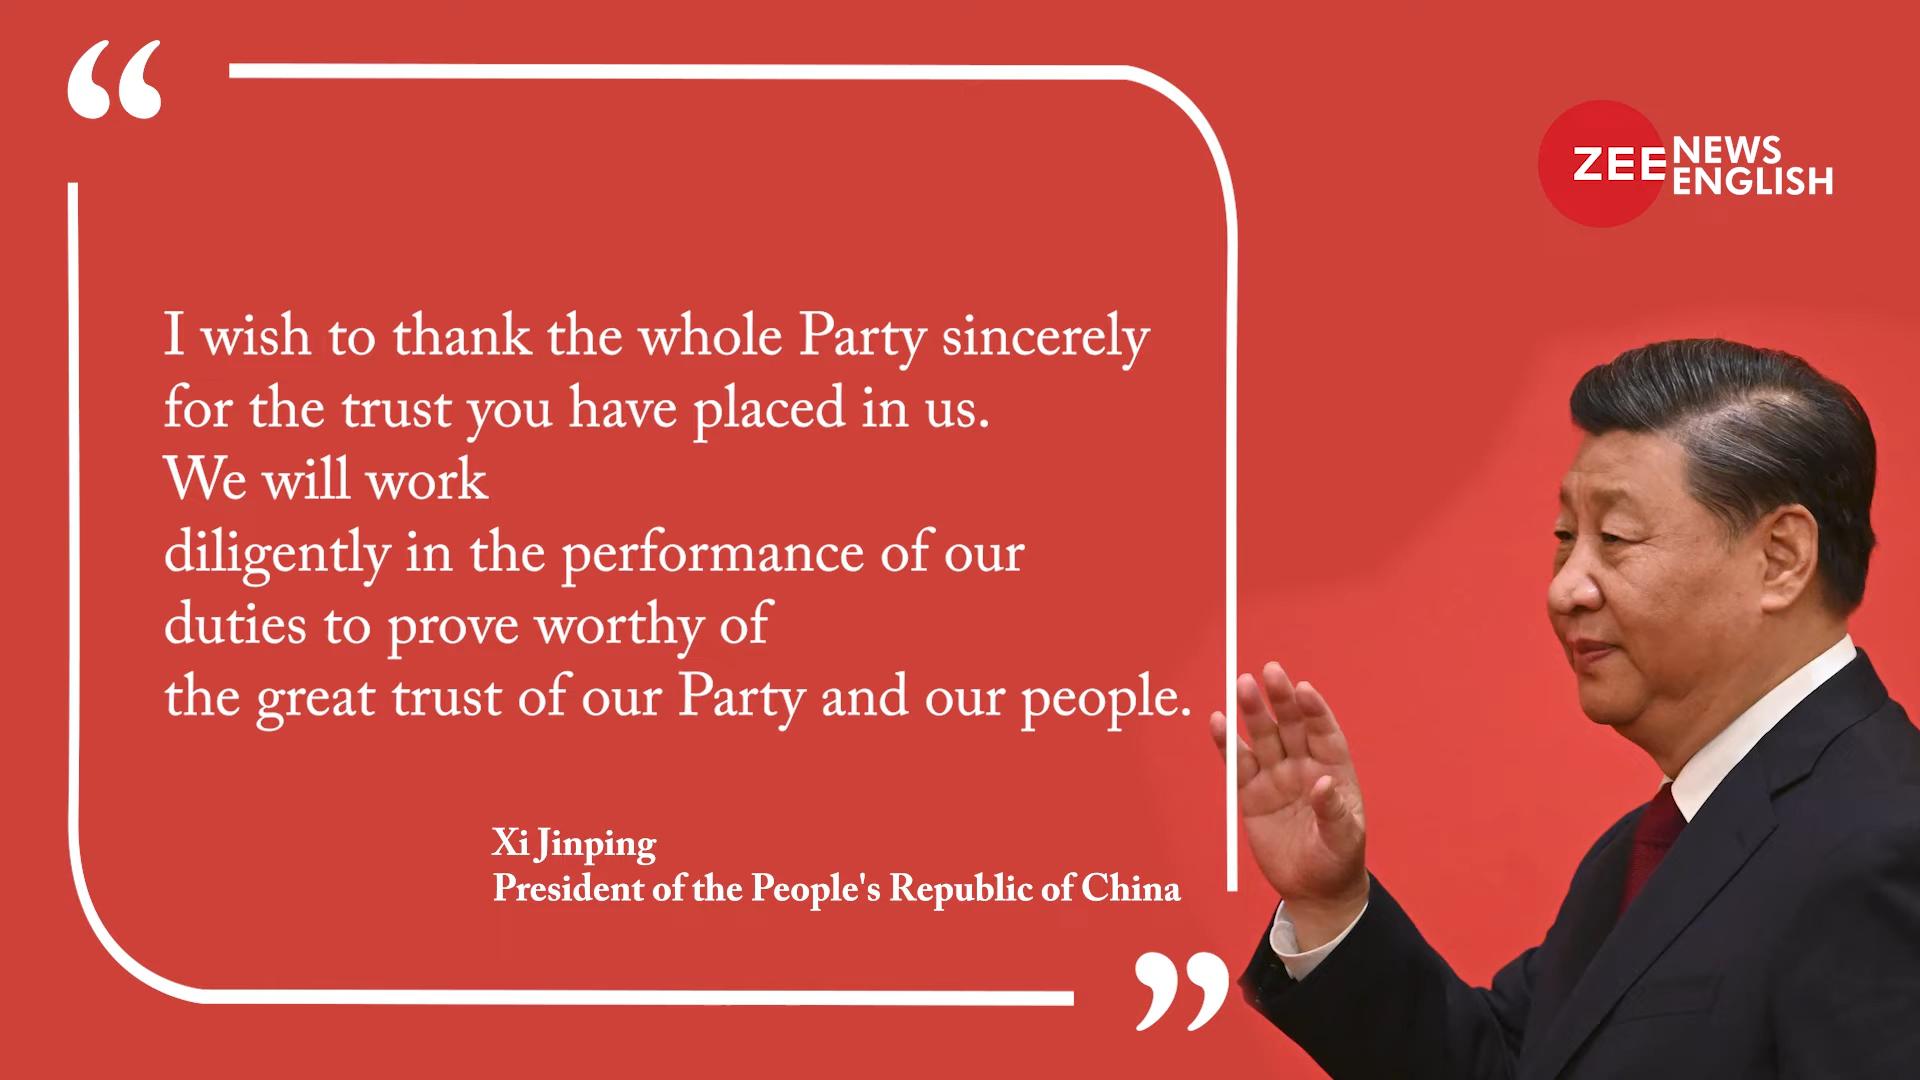 “
ZEE NEWS
ENGLISH
I wish to thank the whole Party sincerely
for the trust you have placed in us.
We will work
diligently in the performance of our
duties to prove worthy of
the great trust of our Party and our people.
Xi Jinping
President of the People's Republic of China
”